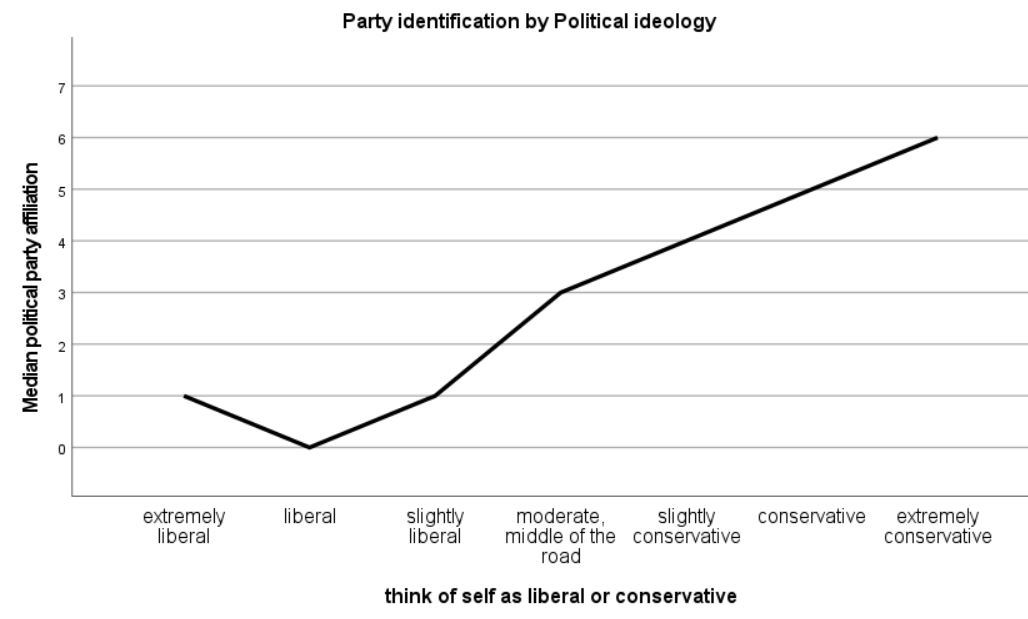 Party identification by Political ideology
Median political party affiliation
7
6
5
4
3
2
1
0
extremely liberal
liberal
slightly liberal
moderate, middle of the road
slightly conservative
conservative
extremely conservative
think of self as liberal or conservative